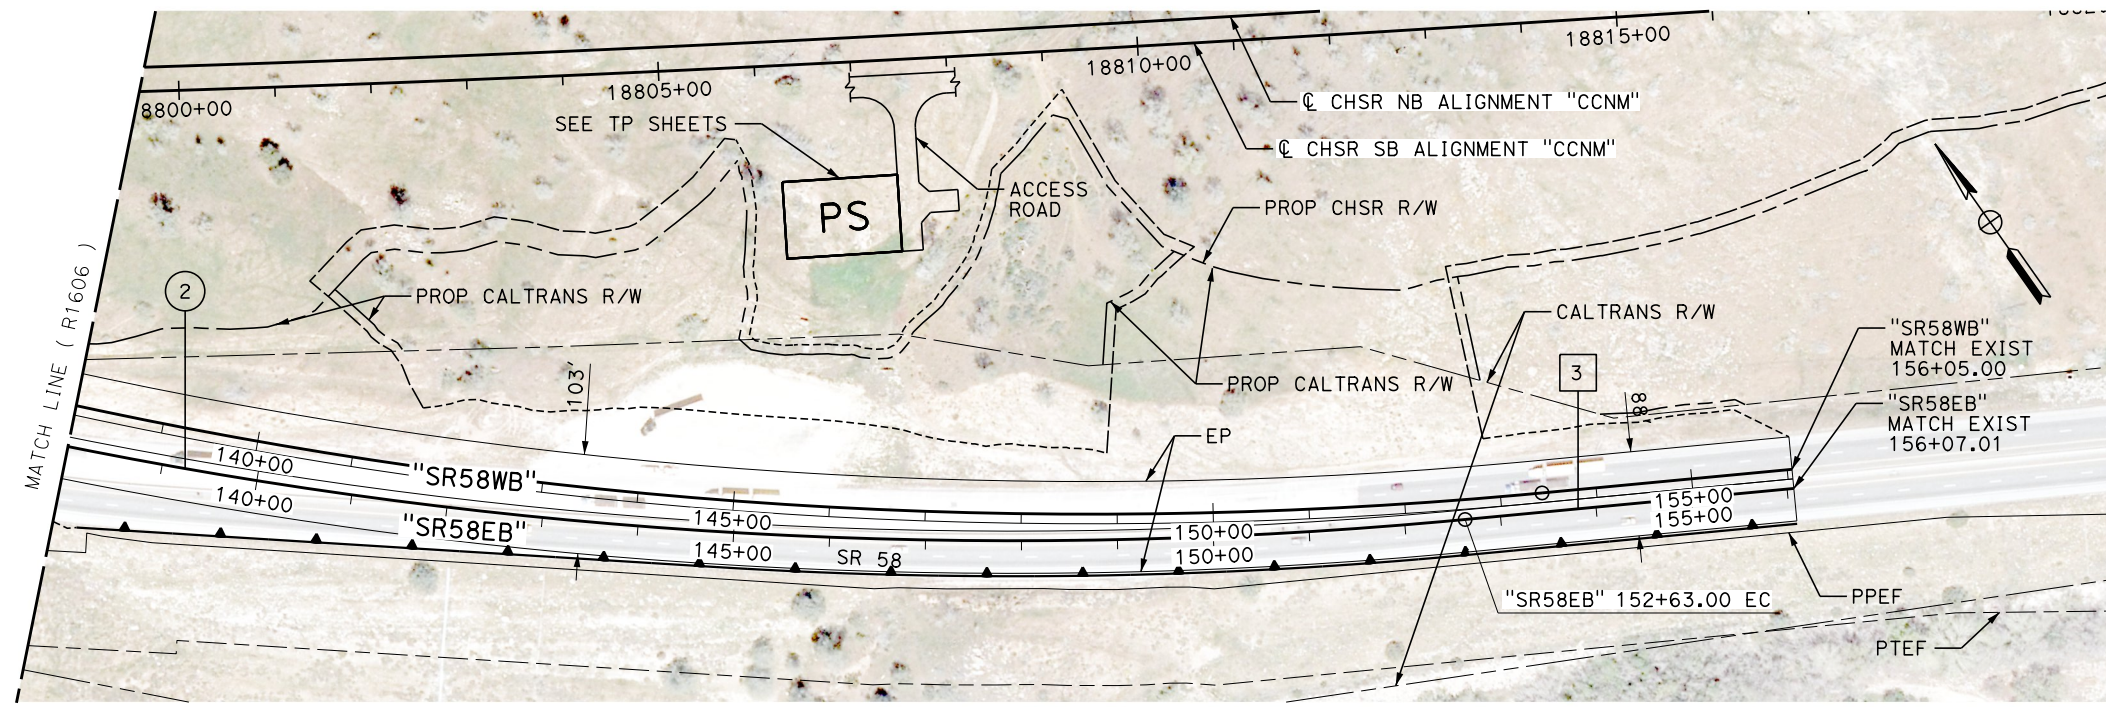 18815+00
18810+00
18805+00
8800+00
℄ CHSR NB ALIGNMENT "CCNM"
℄ CHSR SB ALIGNMENT "CCNM"
SEE TP SHEETS
ACCESS
ROAD
PS
PROP CHSR R/W
2
PROP CALTRANS R/W
MATCH LINE ( R1606 )
CALTRANS R/W
"SR58WB"
MATCH EXIST
156+05.00
3
103'
PROP CALTRANS R/W
88'
"SR58EB"
MATCH EXIST
156+07.01
EP
140+00
"SR58WB"
140+00
"SR58EB"
145+00
145+00
SR 58
150+00
150+00
155+00
155+00
"SR58EB" 152+63.00 EC
PPEF
PTEF